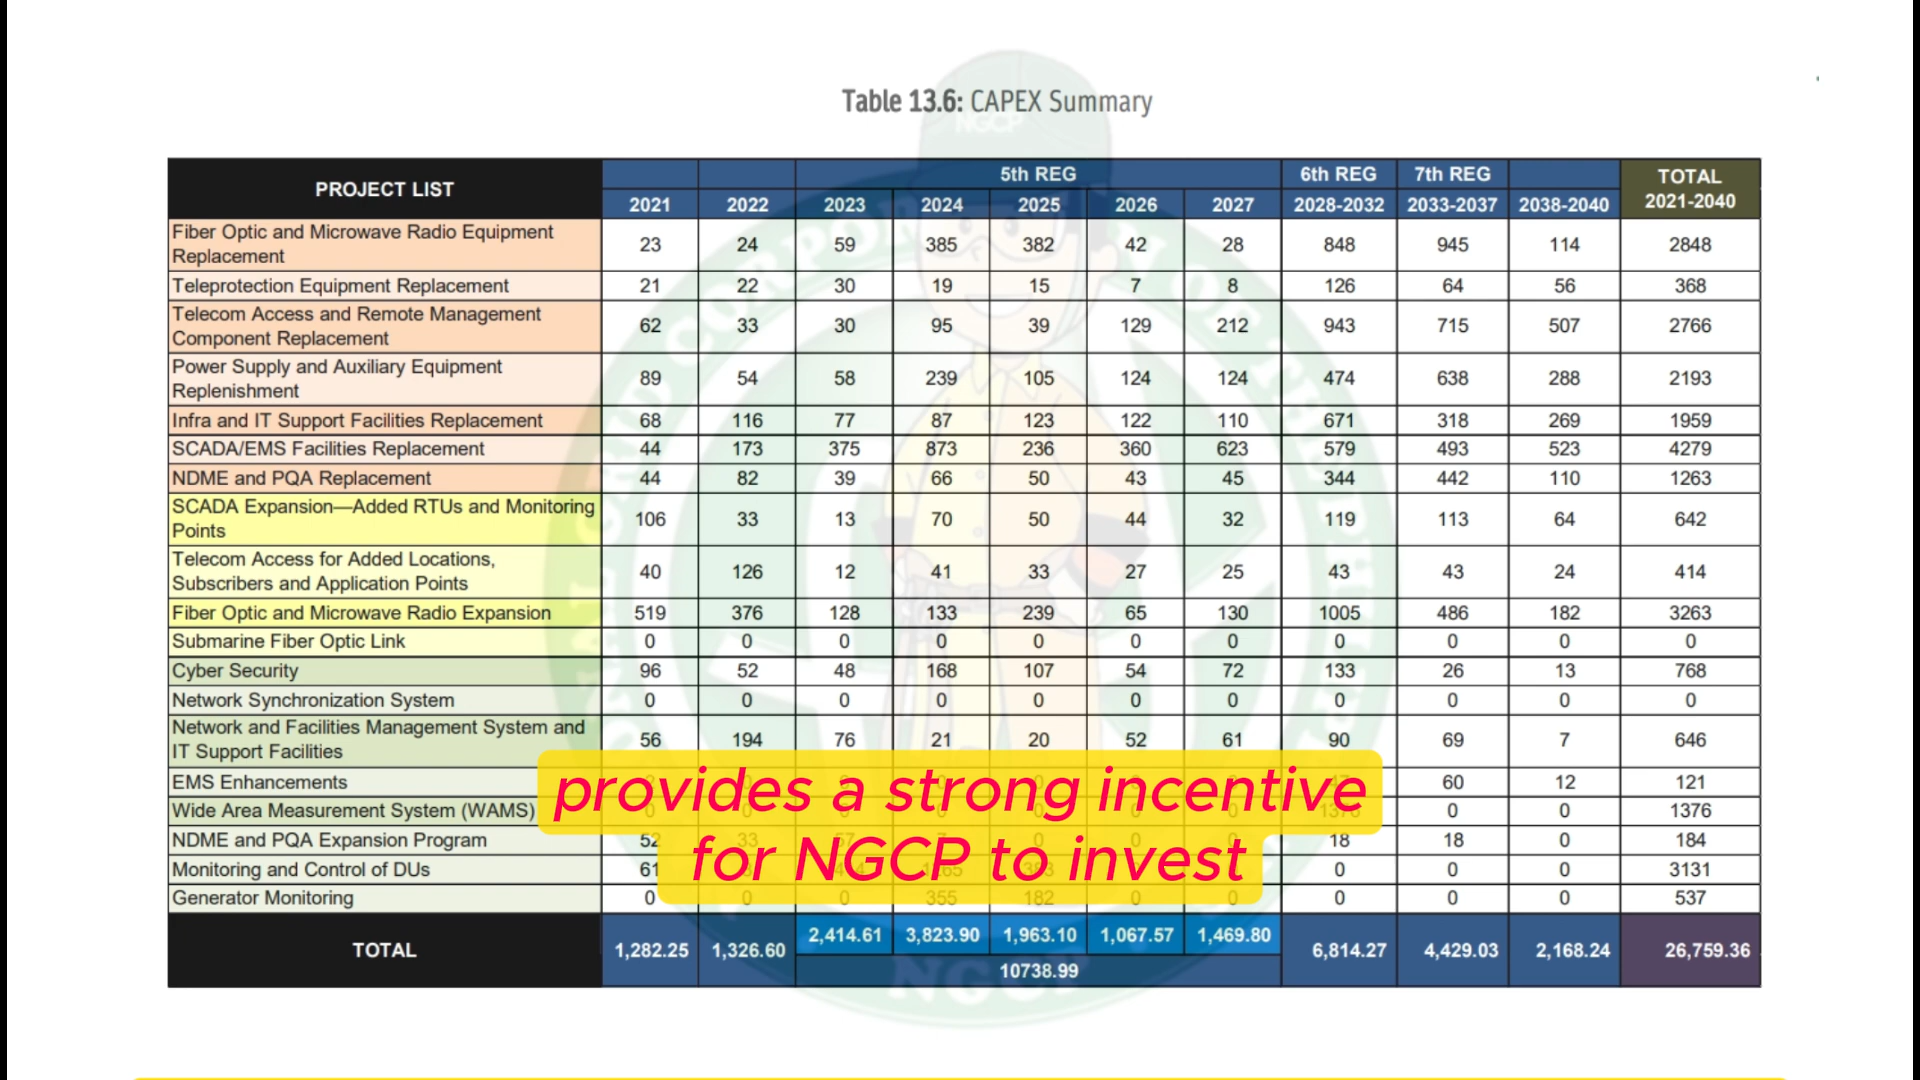 Table 13.6: CAPEX Summary
PROJECT LIST 5th REG 6th REG 7th REG TOTAL
2021 2022 2023 2024 2025 2026 2027 2028-2032 2033-2037 2038-2040 2021-2040
Fiber Optic and Microwave Radio Equipment
Replacement 23 24 59 385 382 42 28 848 945 114 2848
Teleprotection Equipment Replacement 21 22 30 19 15 7 8 126 64 56 368
Telecom Access and Remote Management
Component Replacement 62 33 30 95 39 129 212 943 715 507 2766
Power Supply and Auxiliary Equipment
Replenishment 89 54 58 239 105 124 124 474 638 288 2193
Infra and IT Support Facilities Replacement 68 116 77 87 123 122 110 671 318 269 1959
SCADA/EMS Facilities Replacement 44 173 375 873 236 360 623 579 493 523 4279
NDME and PQA Replacement 44 82 39 66 50 43 45 344 442 110 1263
SCADA Expansion—Added RTUs and Monitoring
Points 106 33 13 70 50 44 32 119 113 64 642
Telecom Access for Added Locations,
Subscribers and Application Points 40 126 12 41 33 27 25 43 43 24 414
Fiber Optic and Microwave Radio Expansion 519 376 128 133 239 65 130 1005 486 182 3263
Submarine Fiber Optic Link 0 0 0 0 0 0 0 0 0 0 0
Cyber Security 96 52 48 168 107 54 72 133 26 13 768
Network Synchronization System 0 0 0 0 0 0 0 0 0 0 0
Network and Facilities Management System and
IT Support Facilities 56 194 76 21 20 52 61 90 69 7 646
EMS Enhancements 60 12 121
Wide Area Measurement System (WAMS) 0 0 1376
NDME and PQA Expansion Program 52 33 57 18 18 0 184
Monitoring and Control of DUs 61 0 0 0 3131
Generator Monitoring 0 0 0 355 182 0 0 0 0 0 537
provides a strong incentive
for NGCP to invest
TOTAL 1,282.25 1,326.60 2,414.61 3,823.90 1,963.10 1,067.57 1,469.80 6,814.27 4,429.03 2,168.24 26,759.36
10738.99
NGCP